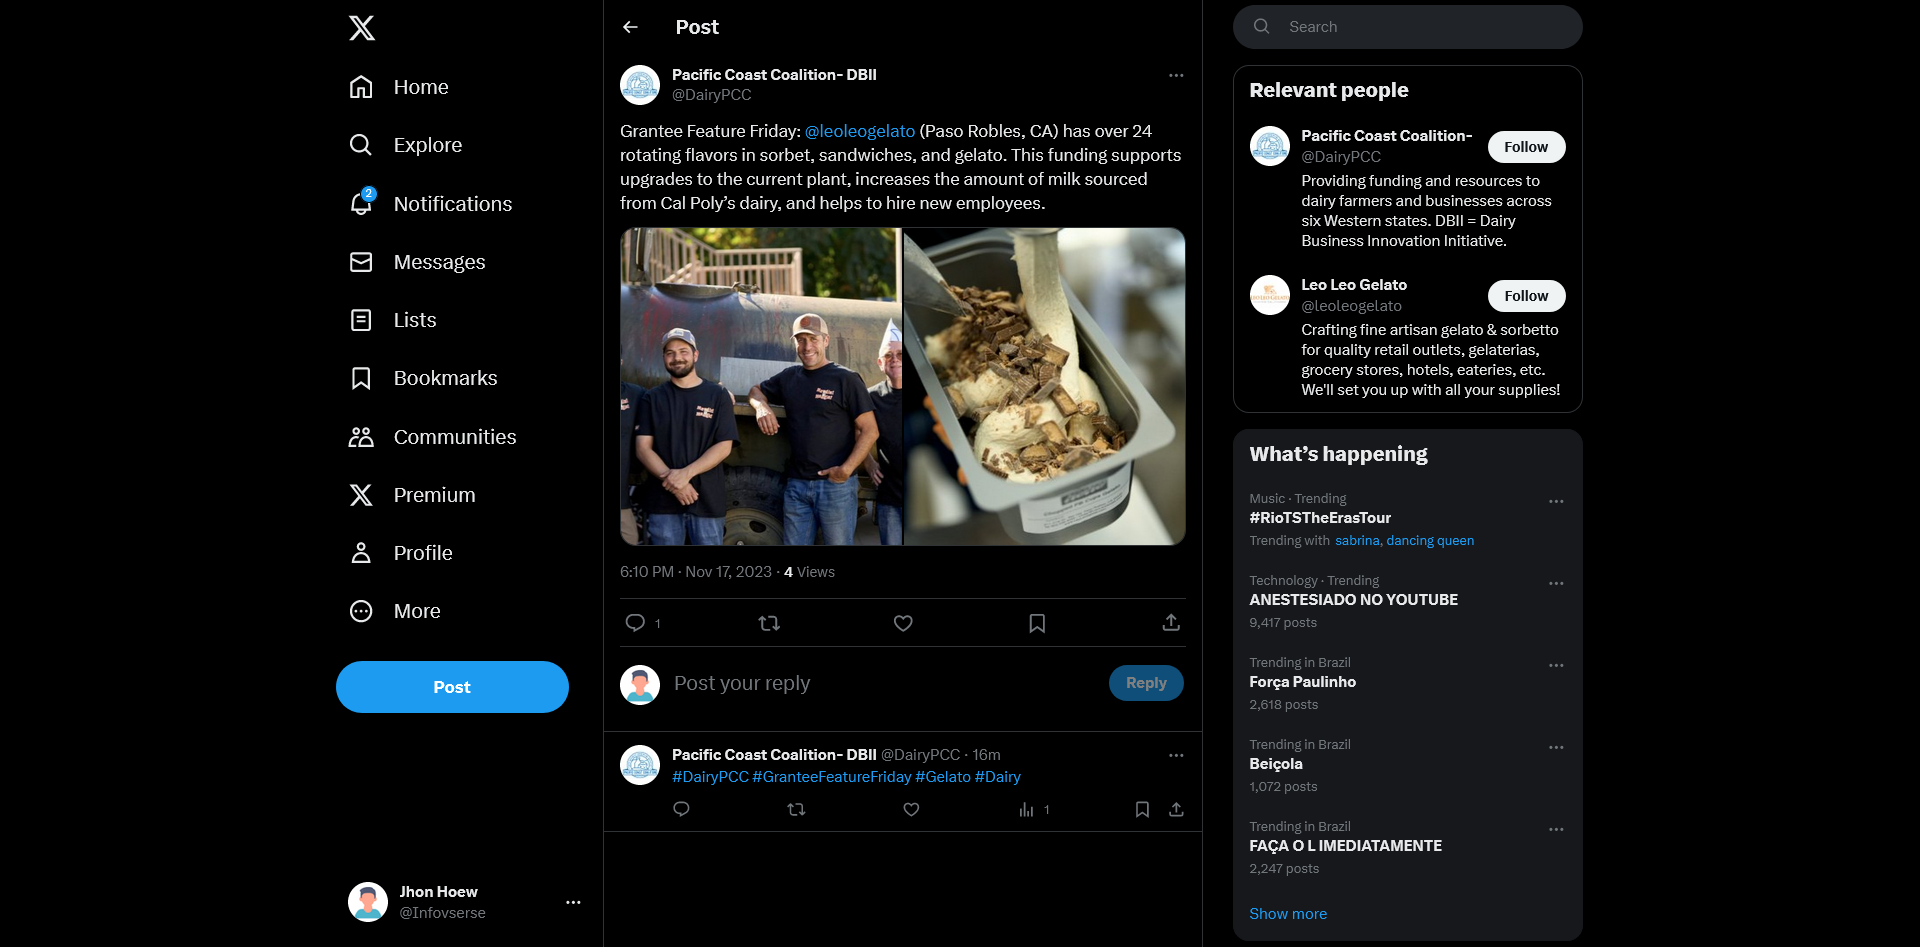 Home
Explore
2
Notifications
Messages
Lists
Bookmarks
Communities
Premium
Profile
More
Post
Jhon Hoew
@Infovserse
Post
Pacific Coast Coalition- DBII
@DairyPCC
Grantee Feature Friday: @leoleogelato (Paso Robles, CA) has over 24
rotating flavors in sorbet, sandwiches, and gelato. This funding supports
upgrades to the current plant, increases the amount of milk sourced
from Cal Poly’s dairy, and helps to hire new employees.
6:10 PM · Nov 17, 2023 · 4 Views
1
Post your reply
Reply
Pacific Coast Coalition- DBII @DairyPCC · 16m
#DairyPCC #GranteeFeatureFriday #Gelato #Dairy
1
Search
Relevant people
Pacific Coast Coalition-
@DairyPCC
Follow
Providing funding and resources to
dairy farmers and businesses across
six Western states. DBII = Dairy
Business Innovation Initiative.
Leo Leo Gelato
@leoleogelato
Follow
Crafting fine artisan gelato & sorbetto
for quality retail outlets, gelaterias,
grocery stores, hotels, eateries, etc.
We'll set you up with all your supplies!
What’s happening
Music · Trending
#RioTSTheErasTour
Trending with sabrina, dancing queen
Technology · Trending
ANESTESIADO NO YOUTUBE
9,417 posts
Trending in Brazil
Força Paulinho
2,618 posts
Trending in Brazil
Beiçola
1,072 posts
Trending in Brazil
FAÇA O L IMEDIATAMENTE
2,247 posts
Show more